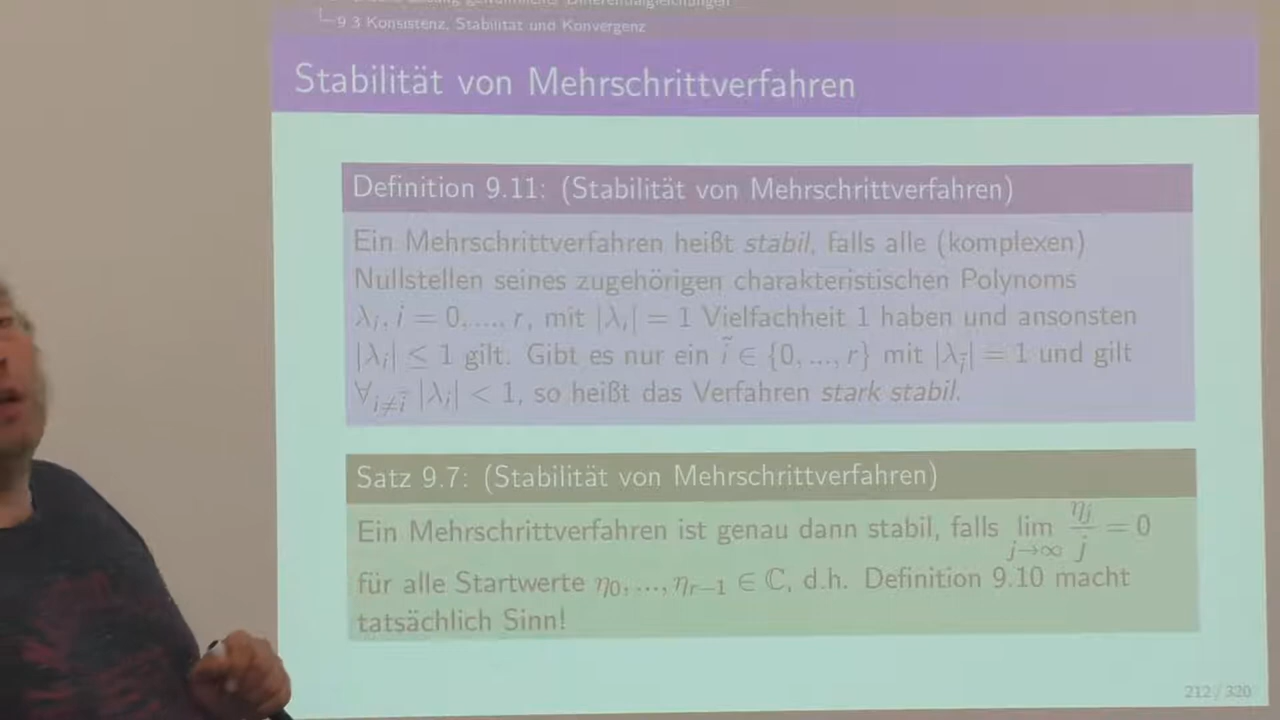 gewöhnlicher Differentialgleichungen
9.3 Konsistenz, Stabilität und Konvergenz
Stabilität von Mehrschrittverfahren
Definition 9.11: (Stabilität von Mehrschrittverfahren)
Ein Mehrschrittverfahren heißt stabil, falls alle (komplexen)
Nullstellen seines zugehörigen charakteristischen Polynoms
λ_i, i = 0,...., r, mit |λ_i| = 1 Vielfachheit 1 haben und ansonsten
|λ_i| ≤ 1 gilt. Gibt es nur ein ĩ ∈ {0, ..., r} mit |λ_ĩ| = 1 und gilt
∀_{i≠ĩ} |λ_i| < 1, so heißt das Verfahren stark stabil.
Satz 9.7: (Stabilität von Mehrschrittverfahren)
Ein Mehrschrittverfahren ist genau dann stabil, falls lim_{j→∞} η_j/j = 0
für alle Startwerte η_0, ..., η_{r−1} ∈ ℂ, d.h. Definition 9.10 macht
tatsächlich Sinn!
212 / 320